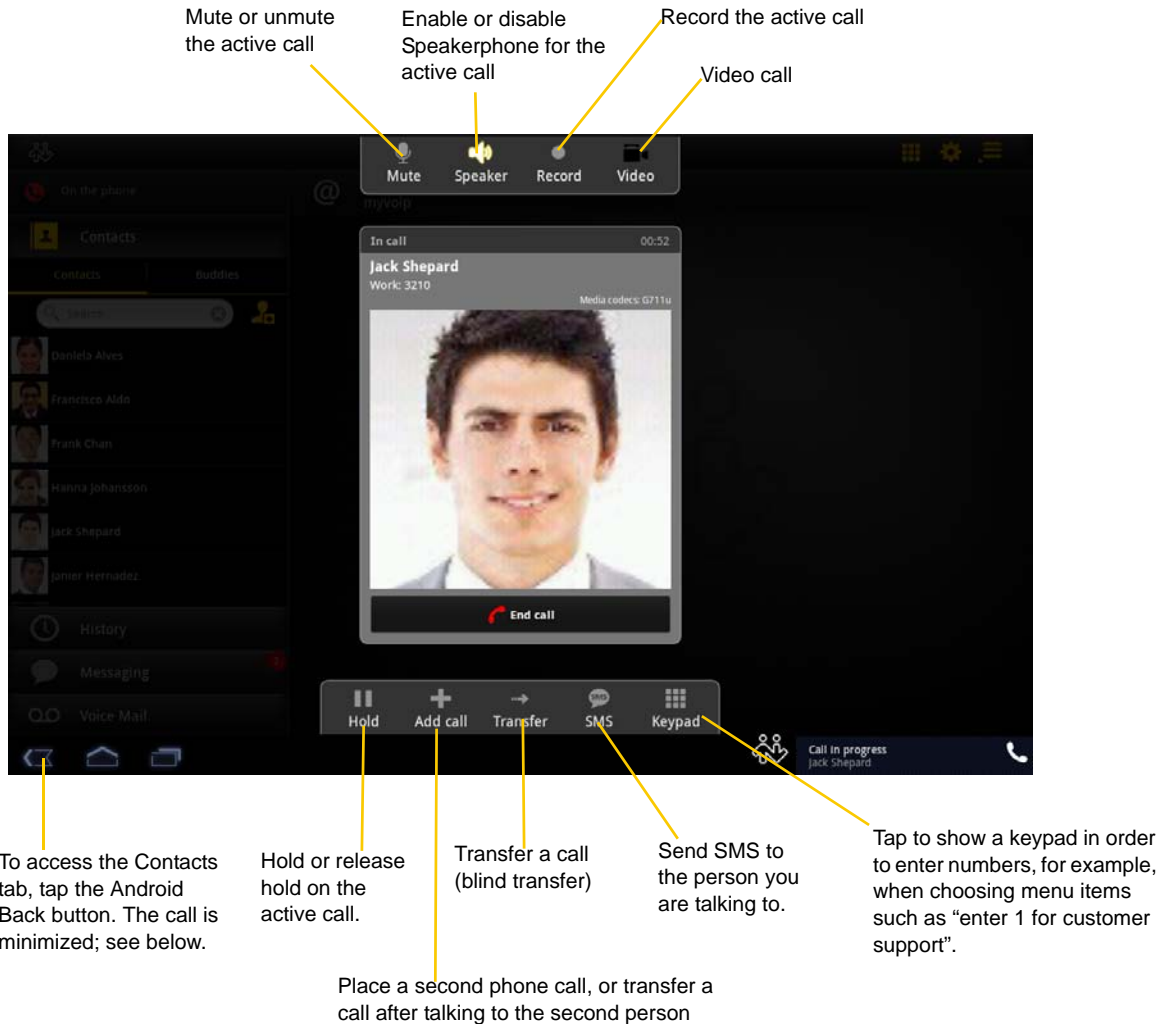 Mute or unmute
the active call
Enable or disable
Speakerphone for the
active call
Record the active call
Video call
Mute
Speaker
Record
Video
On the phone
@
myvoip
Contacts
Contacts
Buddies
Search
Daniela Alves
Francisco Aldo
Frank Chan
Hanna Johansson
Jack Shepard
Janier Hernadez
History
Messaging
Voice Mail
In call
00:52
Jack Shepard
Work: 3210
Media codecs: G711u
End call
Hold
Add call
Transfer
SMS
SMS
Keypad
Call in progress
Jack Shepard
To access the Contacts
tab, tap the Android
Back button. The call is
minimized; see below.
Hold or release
hold on the
active call.
Transfer a call
(blind transfer)
Send SMS to
the person you
are talking to.
Tap to show a keypad in order
to enter numbers, for example,
when choosing menu items
such as “enter 1 for customer
support”.
Place a second phone call, or transfer a
call after talking to the second person